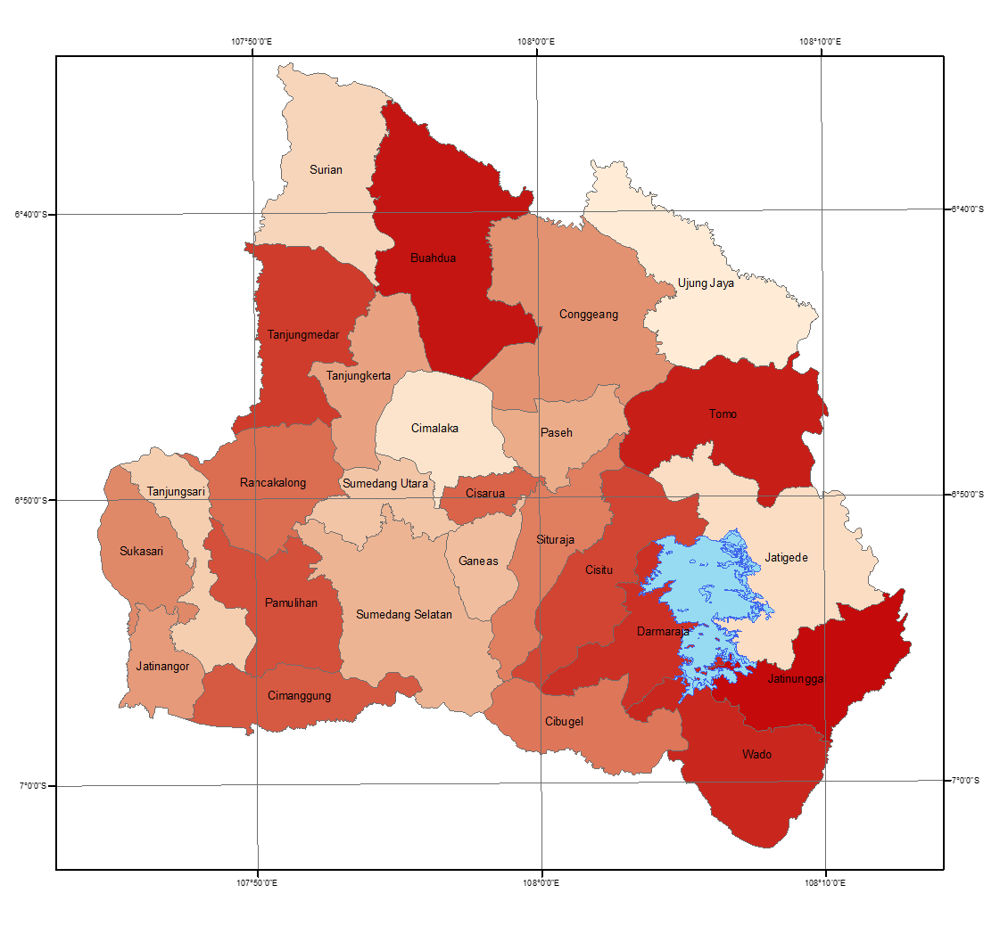 107°50'0"E 108°0'0"E 108°10'0"E
Surian
6°40'0"S 6°40'0"S
Buahdua
Ujung Jaya
Conggeang
Tanjungmedar
Tanjungkerta
Tomo
Cimalaka
Paseh
Rancakalong
Sumedang Utara
Tanjungsari
Cisarua
6°50'0"S 6°50'0"S
Situraja
Sukasari
Jatigede
Ganeas
Cisitu
Pamulihan
Sumedang Selatan
Darmaraja
Jatinangor
Jatinunggal
Cimanggung
Cibugel
Wado
7°0'0"S 7°0'0"S
107°50'0"E 108°0'0"E 108°10'0"E